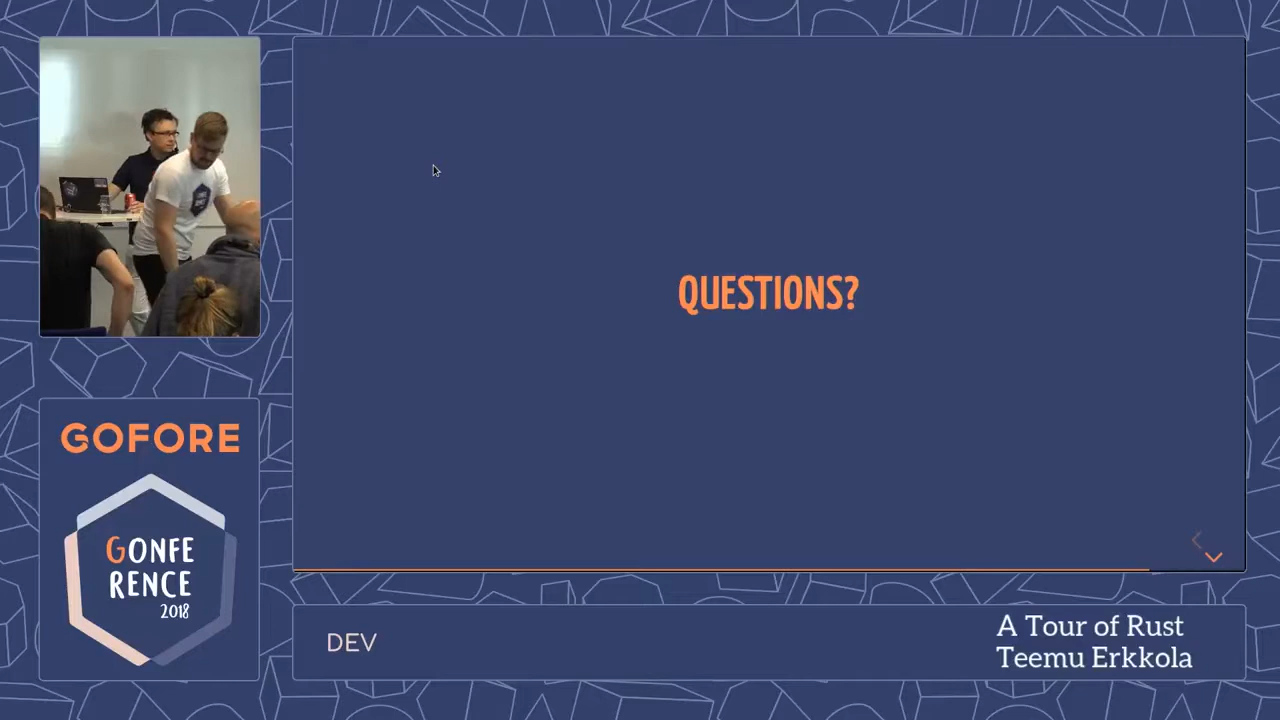 QUESTIONS?
GOFORE
GONFE
RENCE
2018
DEV
A Tour of Rust
Teemu Erkkola